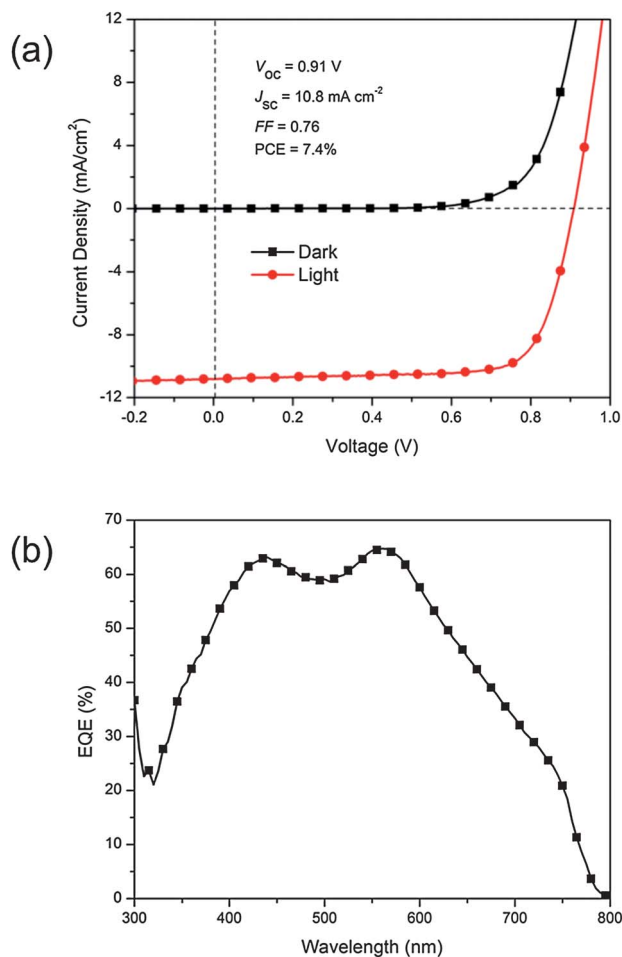 (a)
12
8
4
0
-4
-8
-12
Current Density (mA/cm²)
V_OC = 0.91 V
J_SC = 10.8 mA cm⁻²
FF = 0.76
PCE = 7.4%
Dark
Light
-0.2 0.0 0.2 0.4 0.6 0.8 1.0
Voltage (V)
(b)
70
60
50
40
30
20
10
0
EQE (%)
300 400 500 600 700 800
Wavelength (nm)